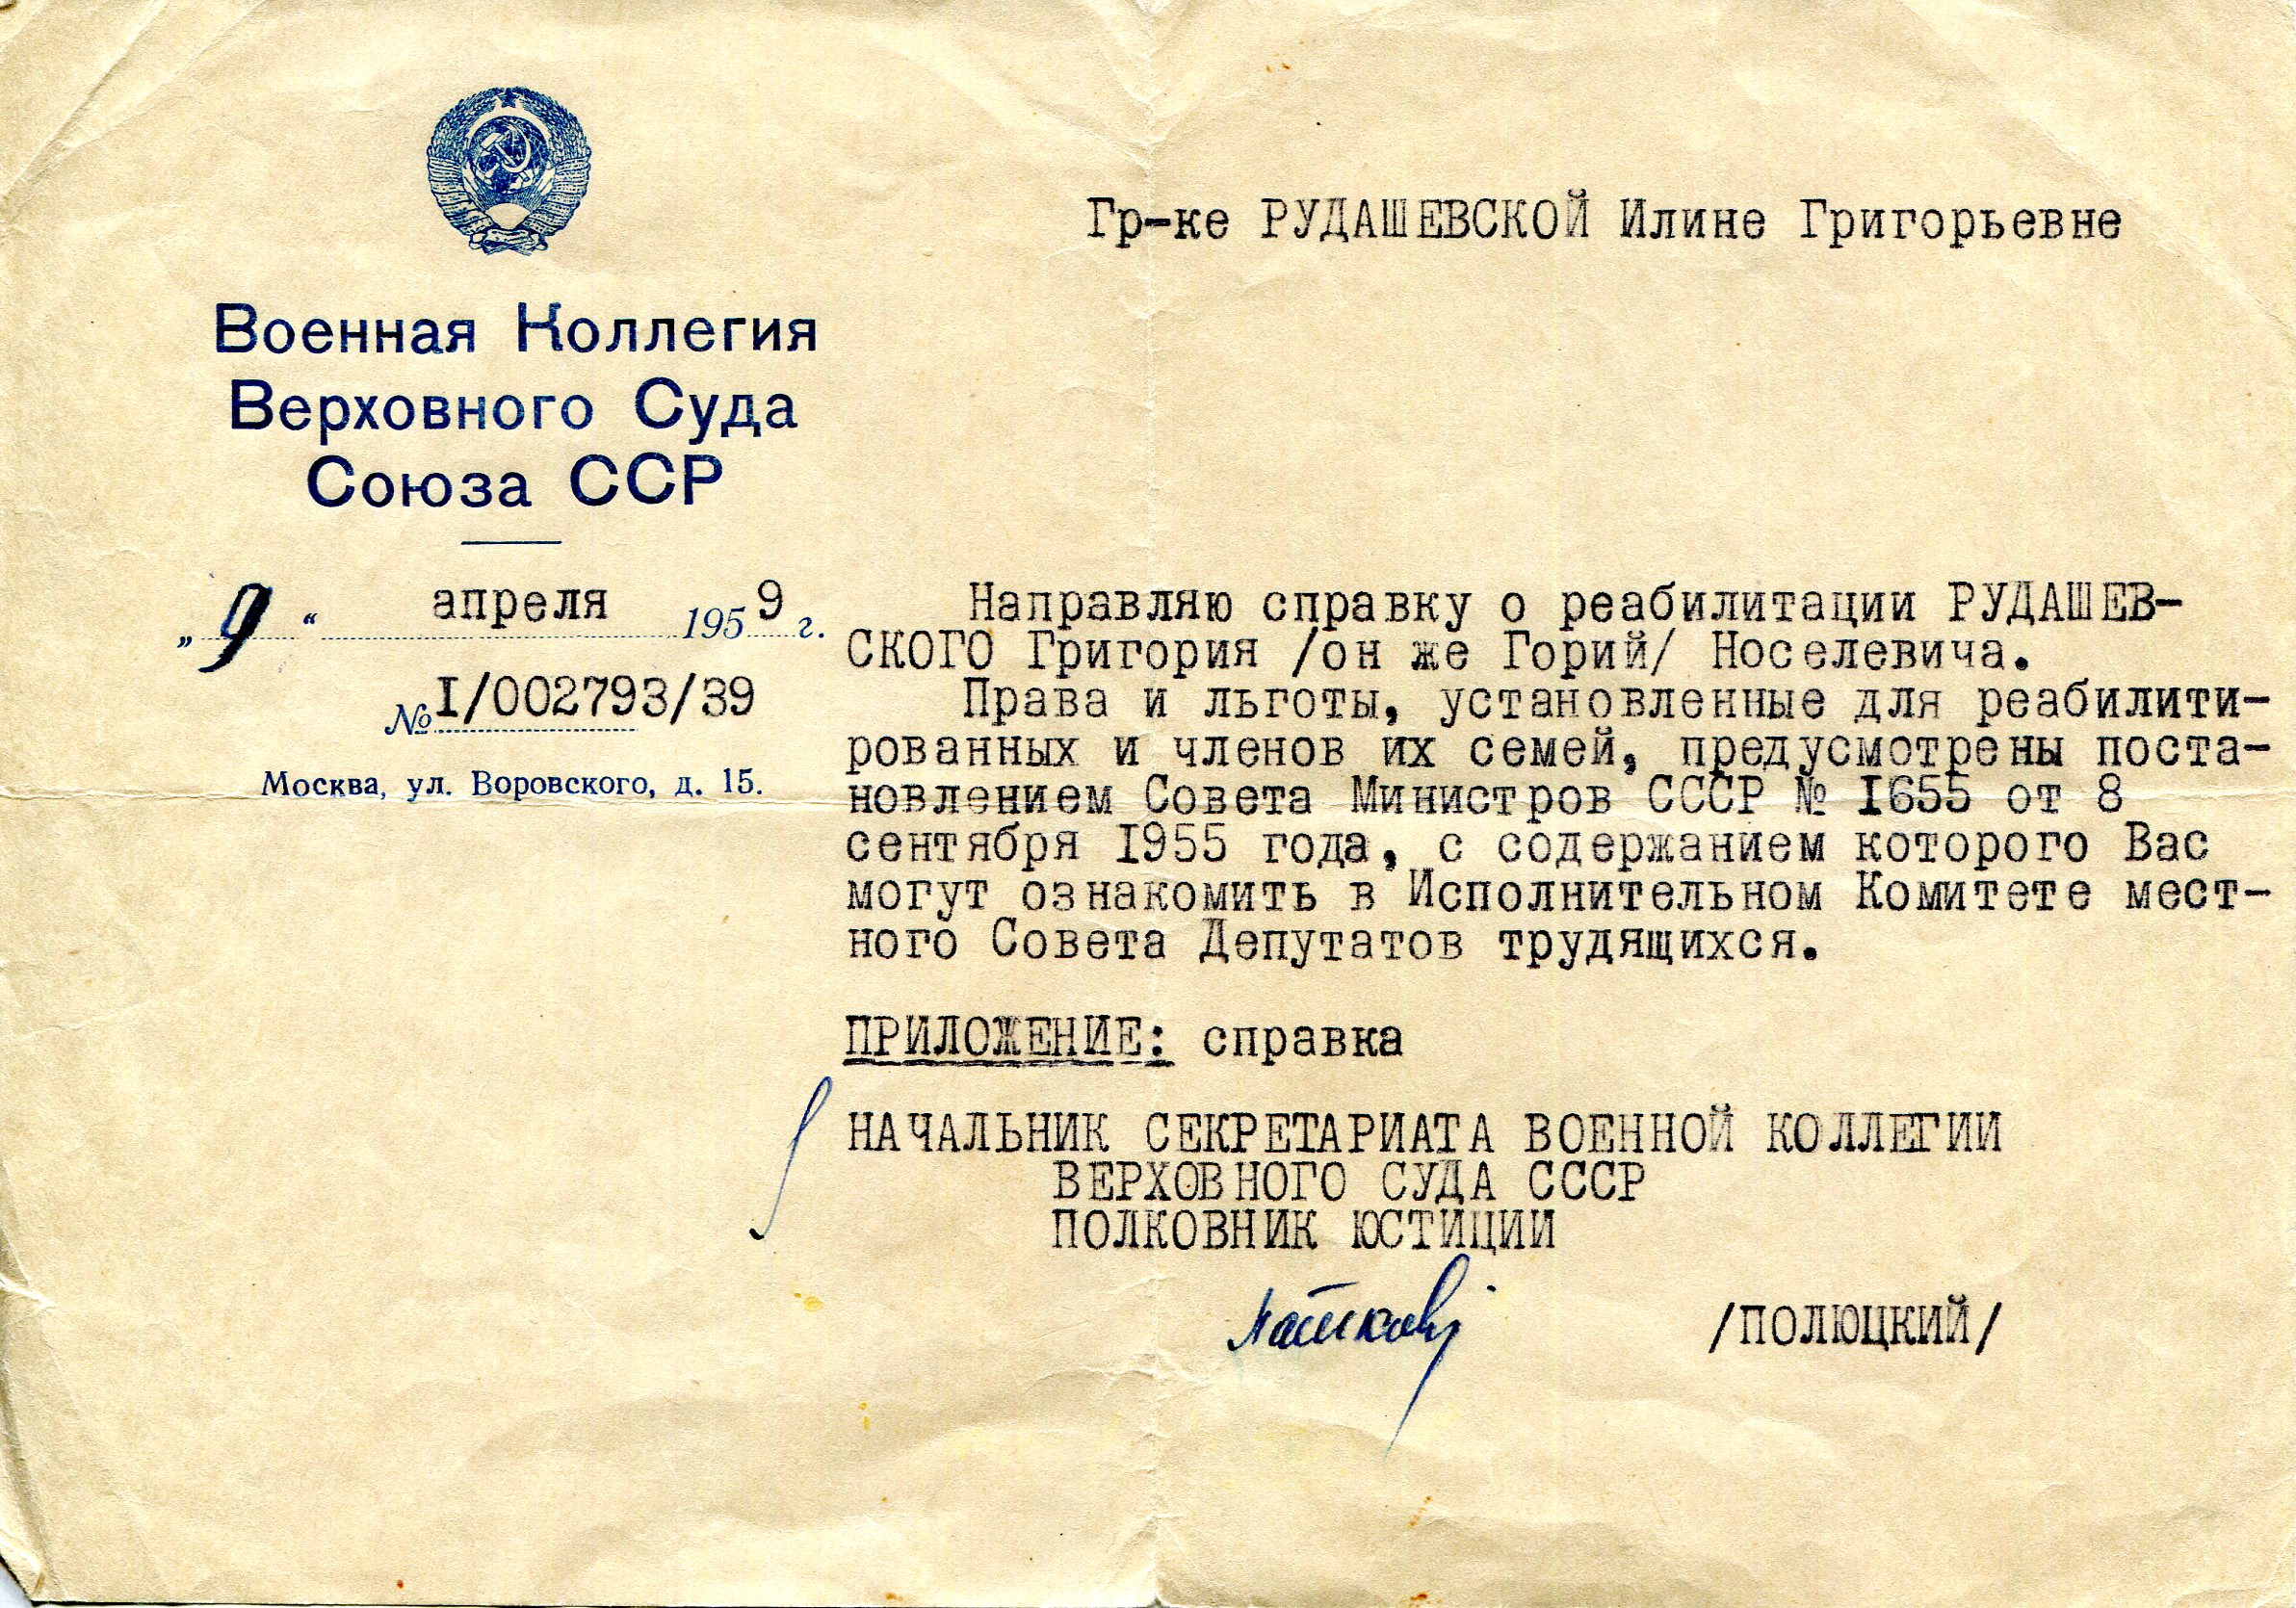 Гр-ке РУДАШЕВСКОЙ Илине Григорьевне
Военная Коллегия
Верховного Суда
Союза ССР
„9“ апреля 1959 г.
№ I/002793/39
Москва, ул. Воровского, д. 15.
Направляю справку о реабилитации РУДАШЕВ-
СКОГО Григория /он же Горий/ Носелевича.
Права и льготы, установленные для реабилити-
рованных и членов их семей, предусмотрены поста-
новлением Совета Министров СССР № I655 от 8
сентября I955 года, с содержанием которого Вас
могут ознакомить в Исполнительном Комитете мест-
ного Совета Депутатов трудящихся.
ПРИЛОЖЕНИЕ: справка
НАЧАЛЬНИК СЕКРЕТАРИАТА ВОЕННОЙ КОЛЛЕГИИ
ВЕРХОВНОГО СУДА СССР
ПОЛКОВНИК ЮСТИЦИИ
/ПОЛЮЦКИЙ/